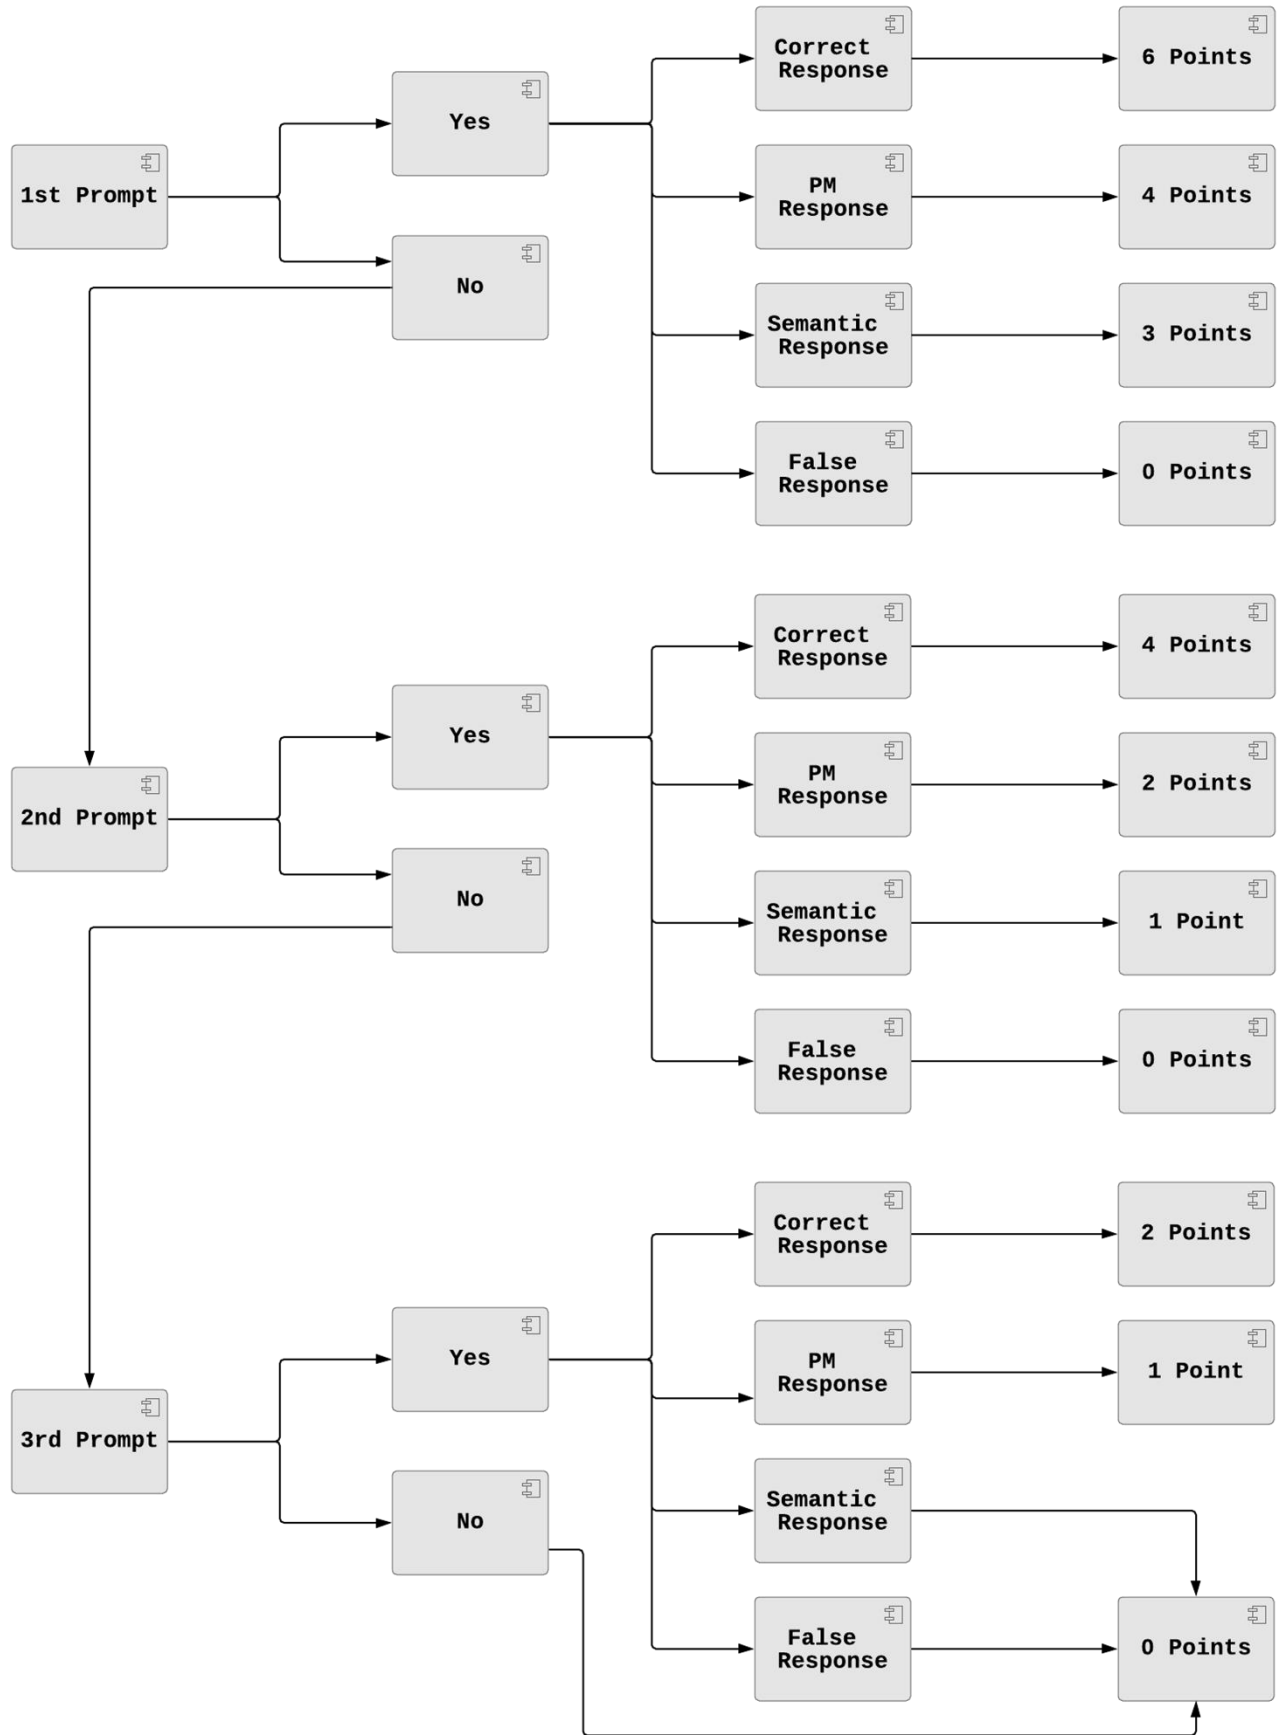 1st Prompt
Yes
No
Correct
Response
6 Points
PM
Response
4 Points
Semantic
Response
3 Points
False
Response
0 Points
2nd Prompt
Yes
No
Correct
Response
4 Points
PM
Response
2 Points
Semantic
Response
1 Point
False
Response
0 Points
3rd Prompt
Yes
No
Correct
Response
2 Points
PM
Response
1 Point
Semantic
Response
False
Response
0 Points